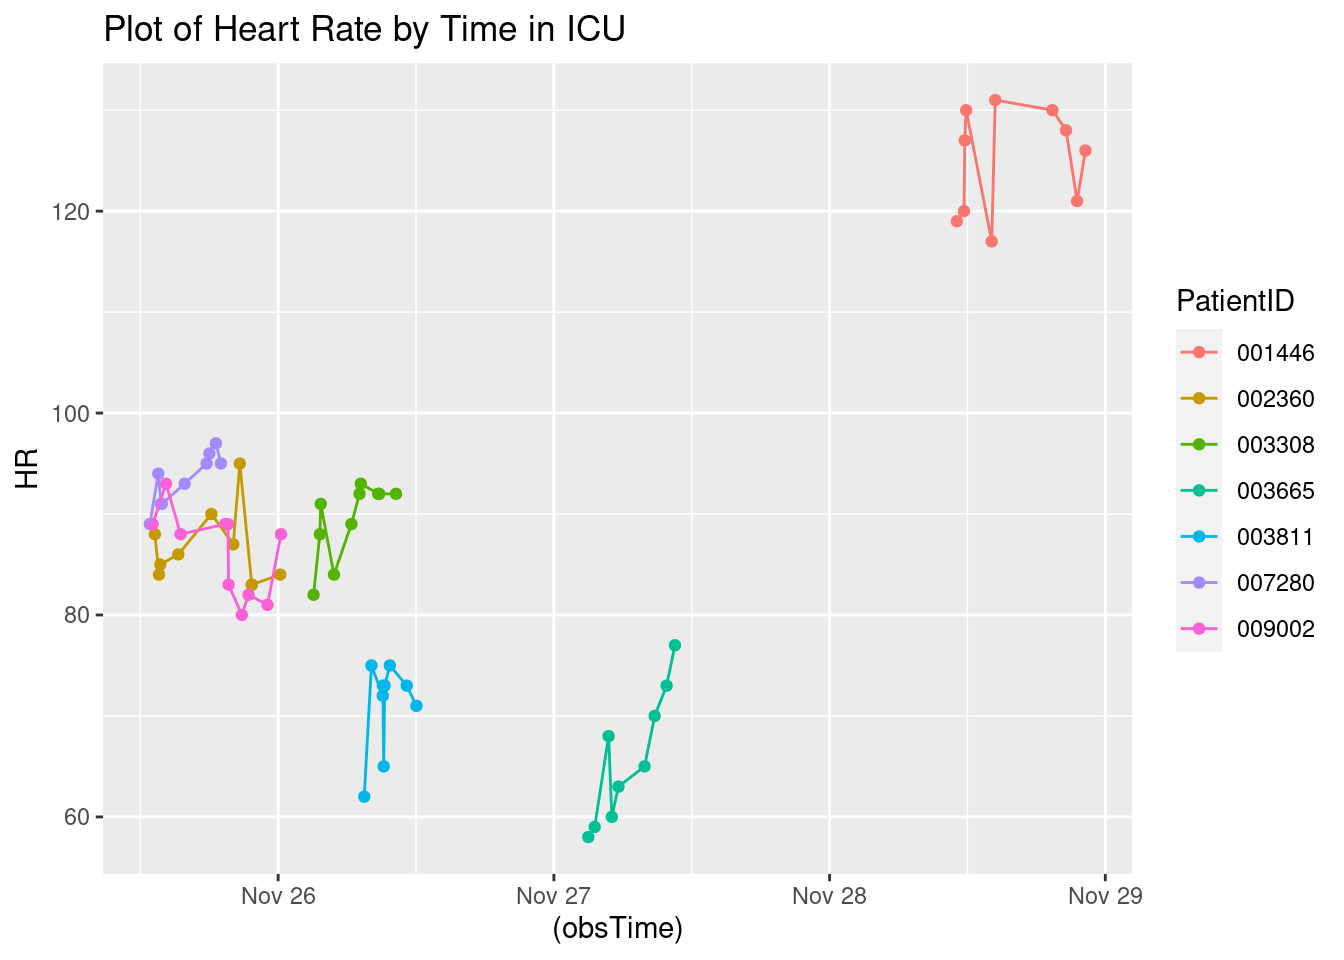 Plot of Heart Rate by Time in ICU
HR
120
100
80
60
Nov 26
Nov 27
Nov 28
Nov 29
(obsTime)
PatientID
001446
002360
003308
003665
003811
007280
009002